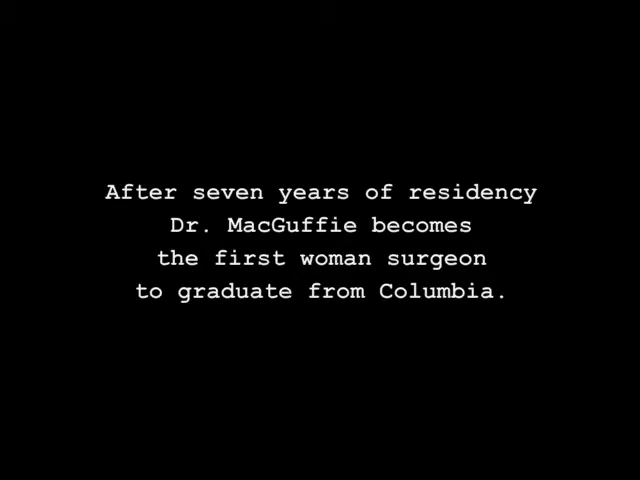 After seven years of residency
Dr. MacGuffie becomes
the first woman surgeon
to graduate from Columbia.